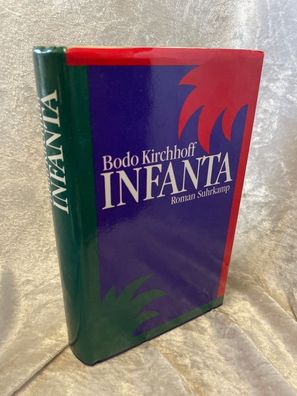 INFANTA
Bodo Kirchhoff
INFANTA
Roman Suhrkamp